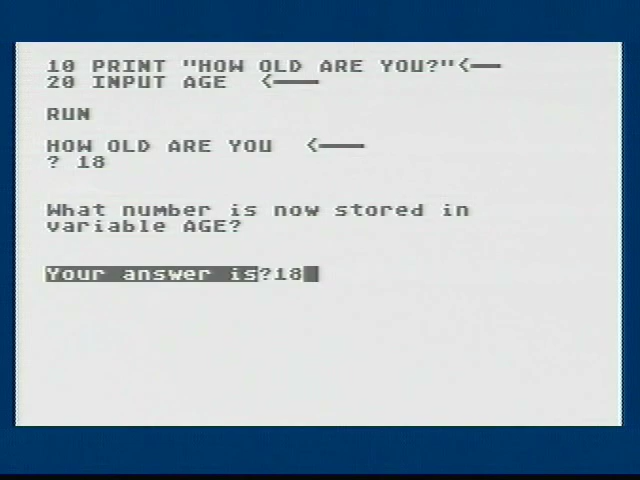 10 PRINT "HOW OLD ARE YOU?"<——
20 INPUT AGE <——
RUN
HOW OLD ARE YOU <——
? 18
What number is now stored in
variable AGE?
Your answer is?18